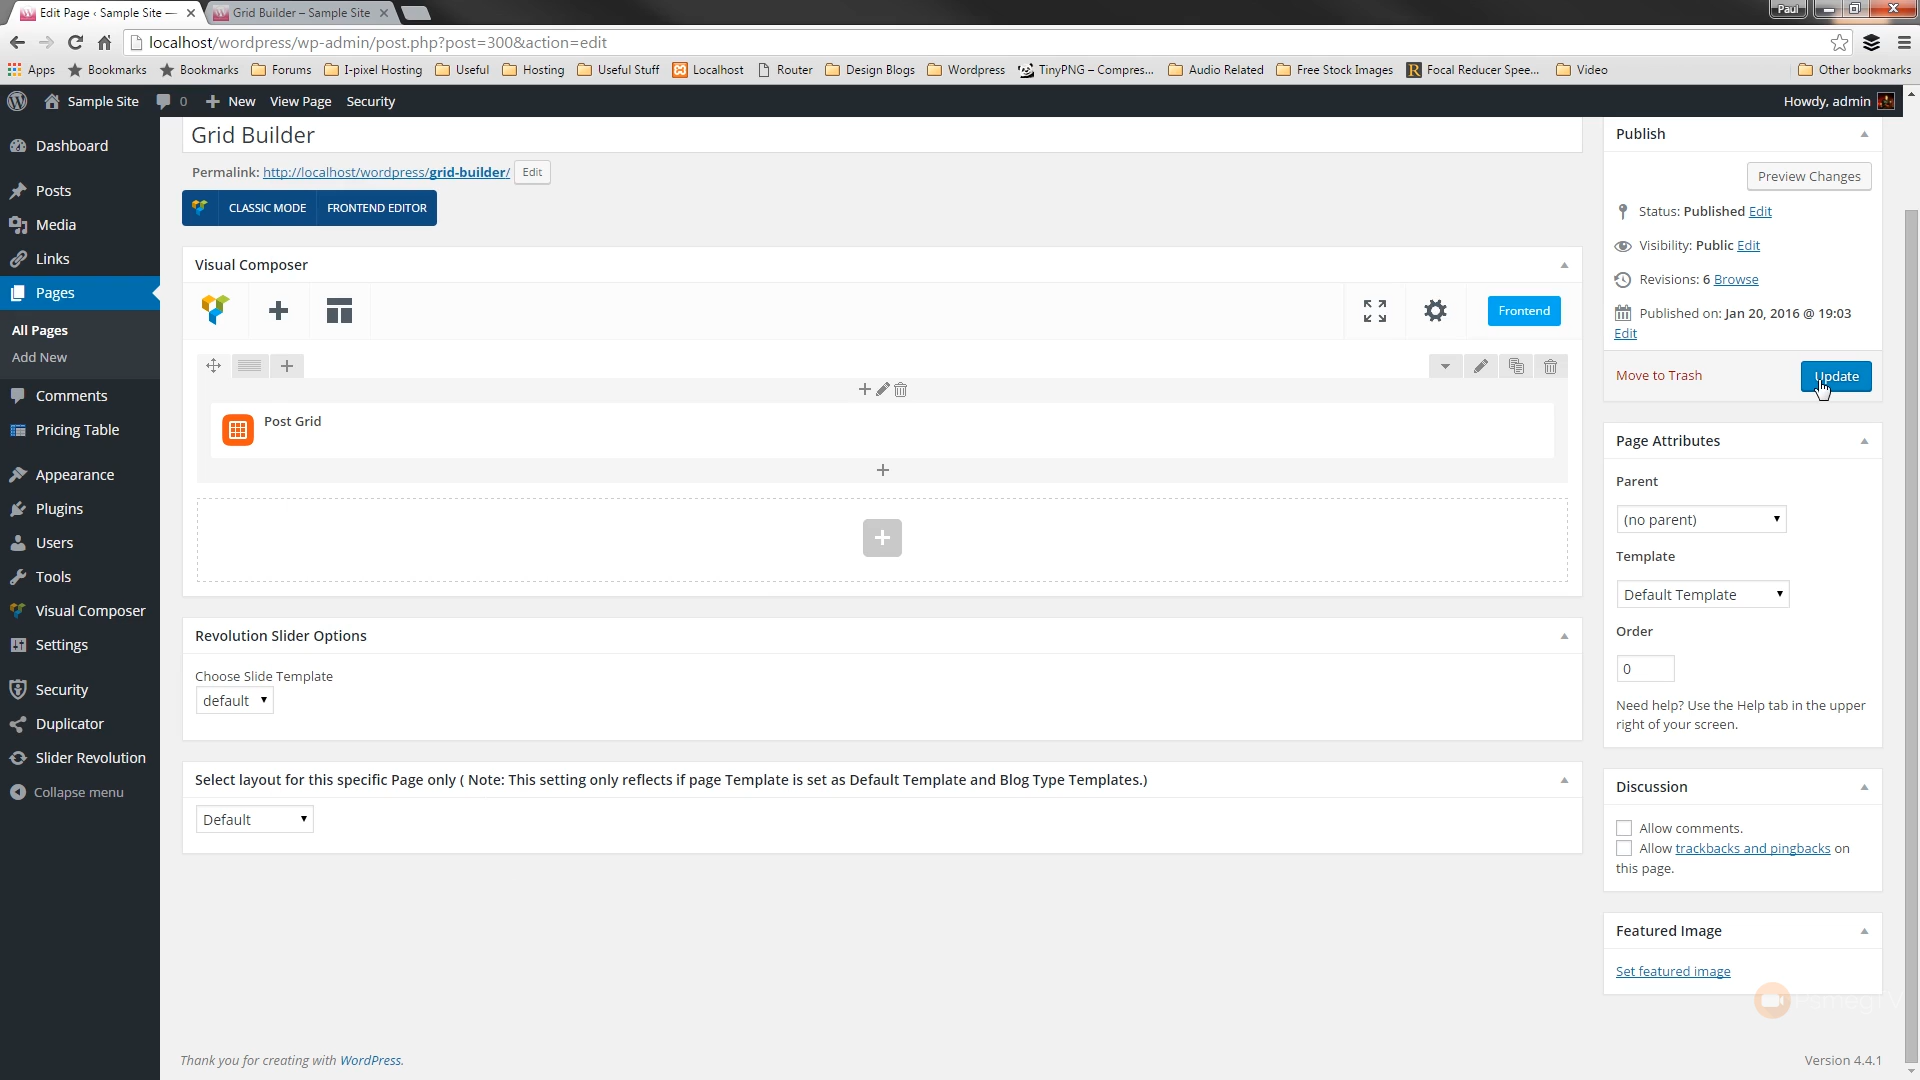 Edit Page ‹ Sample Site —
Grid Builder – Sample Site
Paul
localhost/wordpress/wp-admin/post.php?post=300&action=edit
Apps Bookmarks Bookmarks Forums I-pixel Hosting Useful Hosting Useful Stuff Localhost Router Design Blogs Wordpress TinyPNG – Compres... Audio Related Free Stock Images Focal Reducer Spee... Video Other bookmarks
Sample Site 0 New View Page Security Howdy, admin
Dashboard
Posts
Media
Links
Pages
All Pages
Add New
Comments
Pricing Table
Appearance
Plugins
Users
Tools
Visual Composer
Settings
Security
Duplicator
Slider Revolution
Collapse menu
Grid Builder
Permalink: http://localhost/wordpress/grid-builder/ Edit
CLASSIC MODE FRONTEND EDITOR
Visual Composer
Frontend
Post Grid
Revolution Slider Options
Choose Slide Template
default
Select layout for this specific Page only ( Note: This setting only reflects if page Template is set as Default Template and Blog Type Templates.)
Default
Publish
Preview Changes
Status: Published Edit
Visibility: Public Edit
Revisions: 6 Browse
Published on: Jan 20, 2016 @ 19:03
Edit
Move to Trash Update
Page Attributes
Parent
(no parent)
Template
Default Template
Order
0
Need help? Use the Help tab in the upper
right of your screen.
Discussion
Allow comments.
Allow trackbacks and pingbacks on
this page.
Featured Image
Set featured image
Thank you for creating with WordPress.
Version 4.4.1